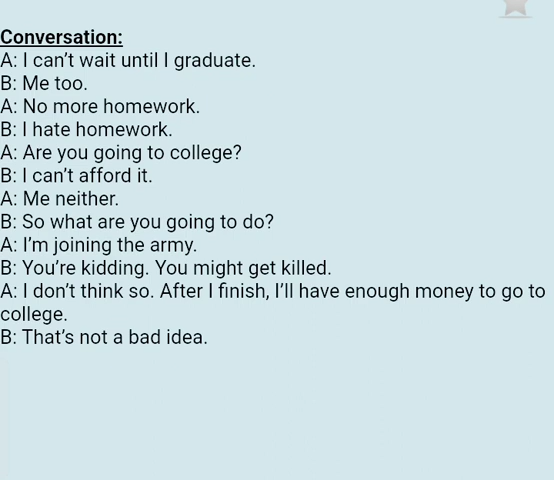 Conversation:
A: I can’t wait until I graduate.
B: Me too.
A: No more homework.
B: I hate homework.
A: Are you going to college?
B: I can’t afford it.
A: Me neither.
B: So what are you going to do?
A: I’m joining the army.
B: You’re kidding. You might get killed.
A: I don’t think so. After I finish, I’ll have enough money to go to
college.
B: That’s not a bad idea.